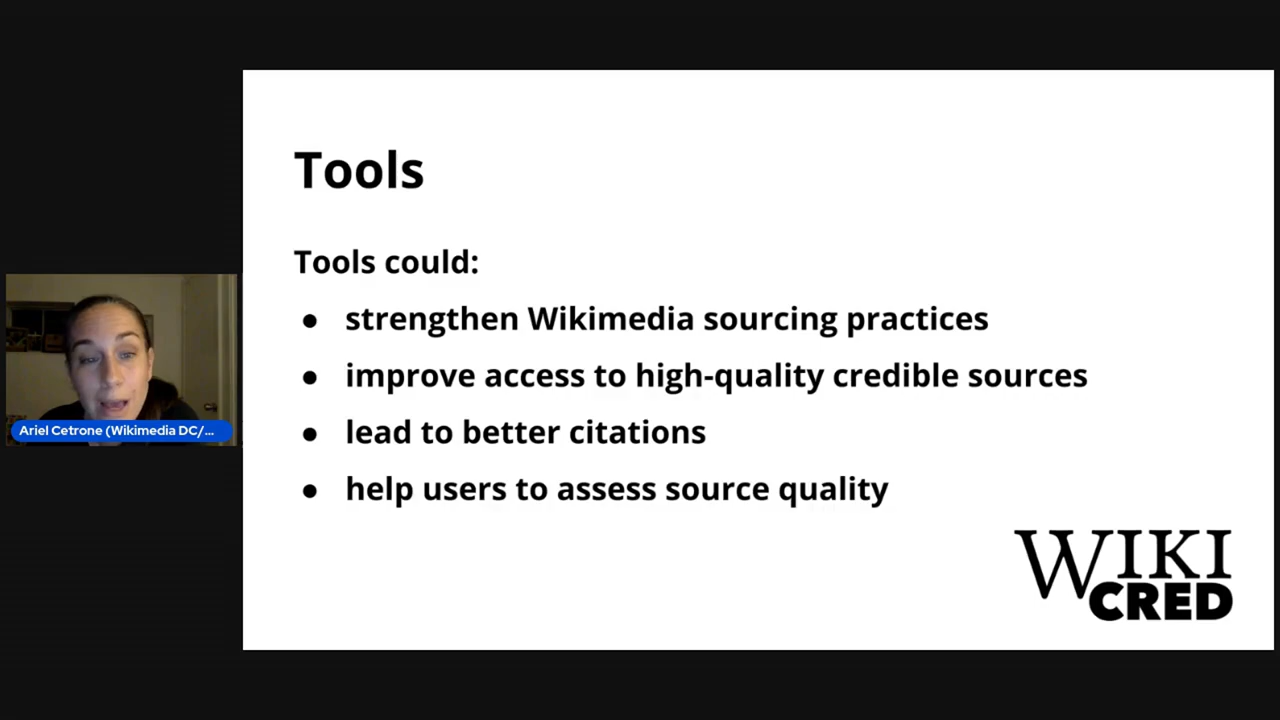 Tools
Tools could:
● strengthen Wikimedia sourcing practices
● improve access to high-quality credible sources
● lead to better citations
● help users to assess source quality
Ariel Cetrone (Wikimedia DC/...
WIKI
CRED